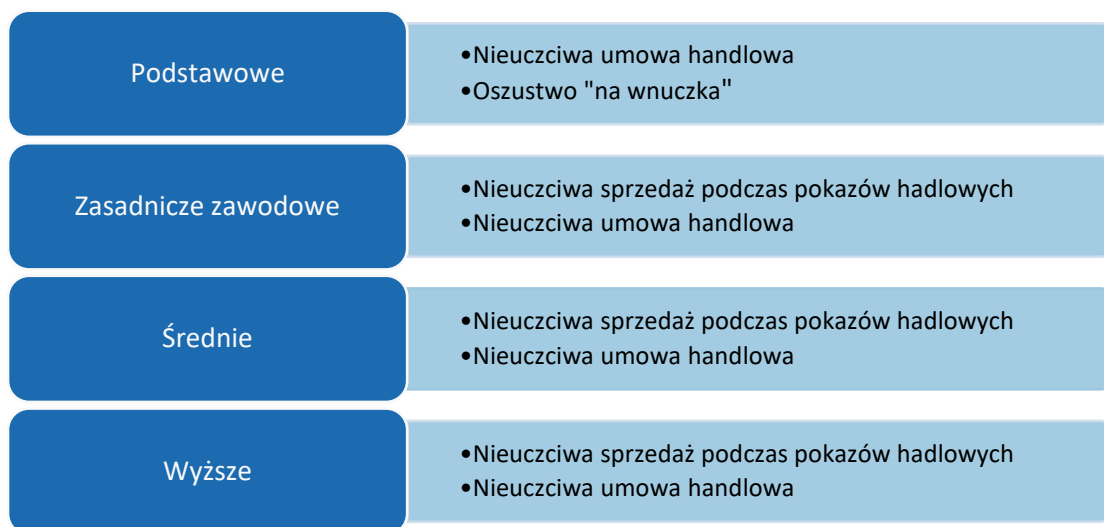 Podstawowe
•Nieuczciwa umowa handlowa
•Oszustwo "na wnuczka"
Zasadnicze zawodowe
•Nieuczciwa sprzedaż podczas pokazów hadlowych
•Nieuczciwa umowa handlowa
Średnie
•Nieuczciwa sprzedaż podczas pokazów hadlowych
•Nieuczciwa umowa handlowa
Wyższe
•Nieuczciwa sprzedaż podczas pokazów hadlowych
•Nieuczciwa umowa handlowa